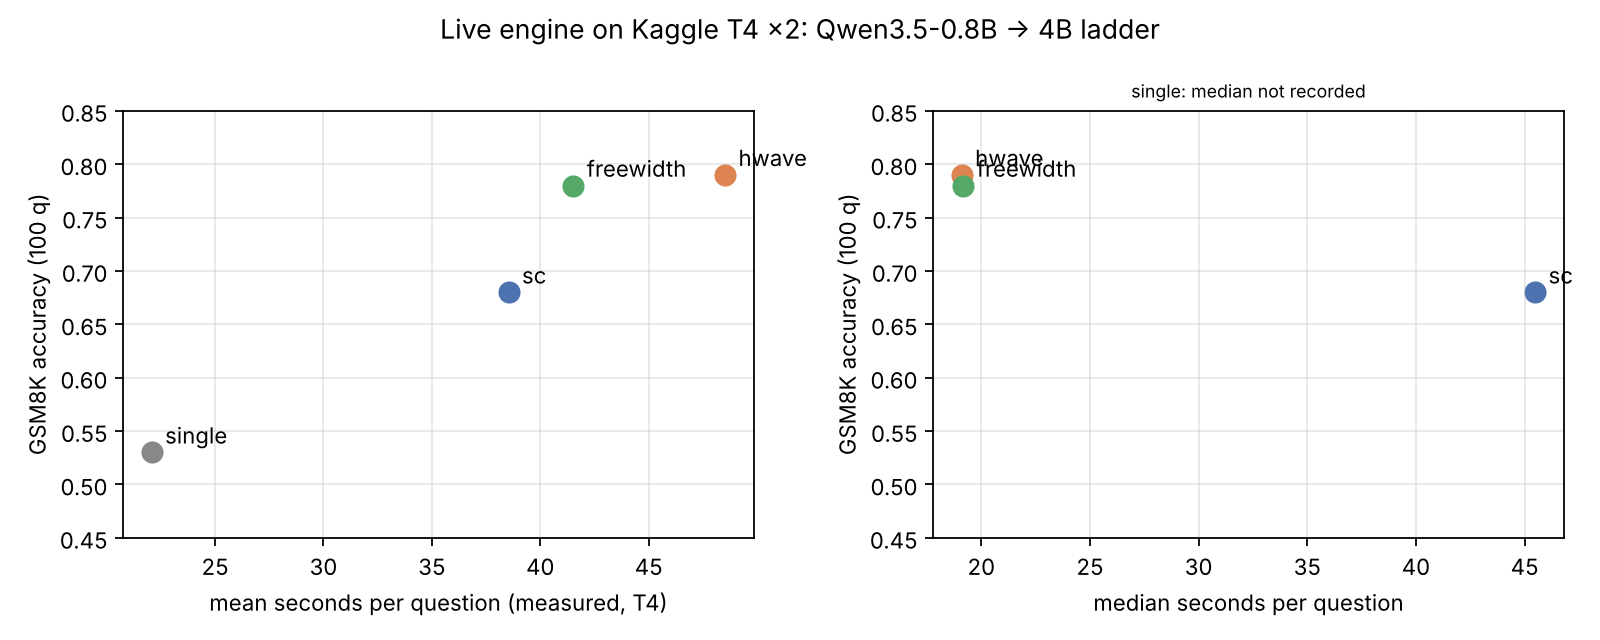 Live engine on Kaggle T4 ×2: Qwen3.5-0.8B → 4B ladder
0.85
0.80
0.75
0.70
0.65
0.60
0.55
0.50
0.45
GSM8K accuracy (100 q)
hwave
freewidth
sc
single
25
30
35
40
45
mean seconds per question (measured, T4)
single: median not recorded
0.85
0.80
0.75
0.70
0.65
0.60
0.55
0.50
0.45
GSM8K accuracy (100 q)
hwave
freewidth
sc
20
25
30
35
40
45
median seconds per question